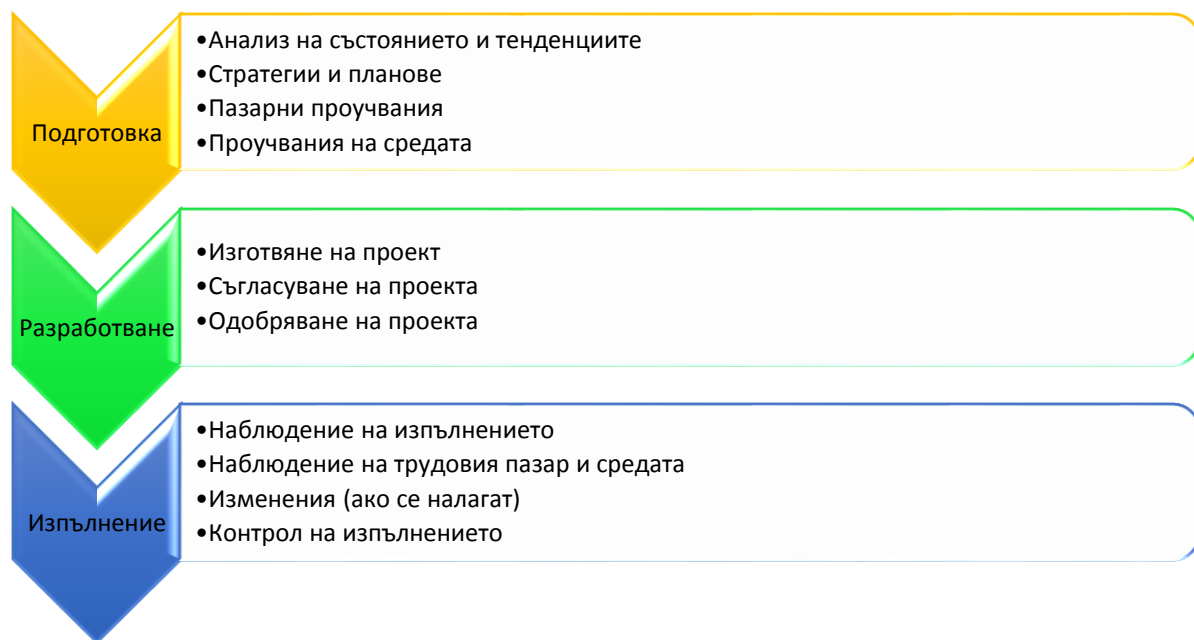 Подготовка
•Анализ на състоянието и тенденциите
•Стратегии и планове
•Пазарни проучвания
•Проучвания на средата
Разработване
•Изготвяне на проект
•Съгласуване на проекта
•Одобряване на проекта
Изпълнение
•Наблюдение на изпълнението
•Наблюдение на трудовия пазар и средата
•Изменения (ако се налагат)
•Контрол на изпълнението